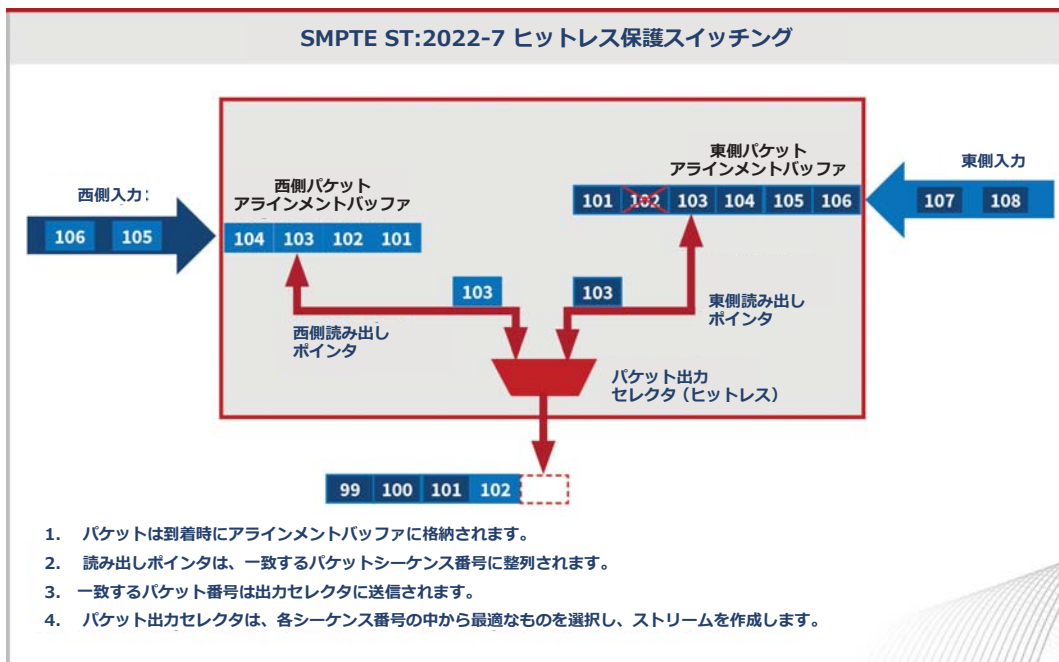 SMPTE ST:2022-7 ヒットレス保護スイッチング
西側入力:
106 105
西側パケット
アラインメントバッファ
104 103 102 101
東側パケット
アラインメントバッファ
101 102 103 104 105 106
東側入力
107 108
103
103
西側読み出し
ポインタ
東側読み出し
ポインタ
パケット出力
セレクタ(ヒットレス)
99 100 101 102
1. パケットは到着時にアラインメントバッファに格納されます。
2. 読み出しポインタは、一致するパケットシーケンス番号に整列されます。
3. 一致するパケット番号は出力セレクタに送信されます。
4. パケット出力セレクタは、各シーケンス番号の中から最適なものを選択し、ストリームを作成します。